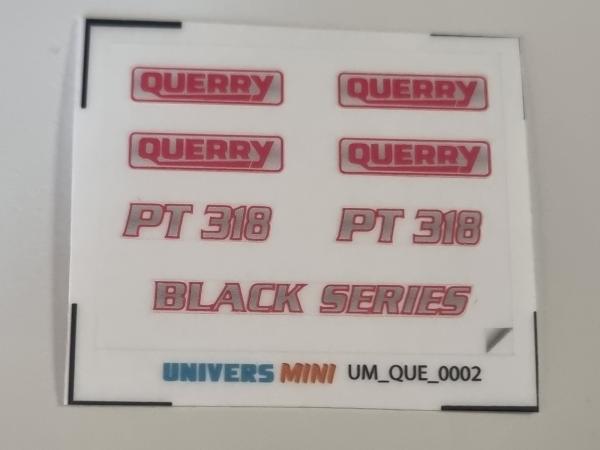 QUERRY QUERRY
QUERRY QUERRY
PT 318 PT 318
BLACK SERIES
UNIVERS MINI UM_QUE_0002